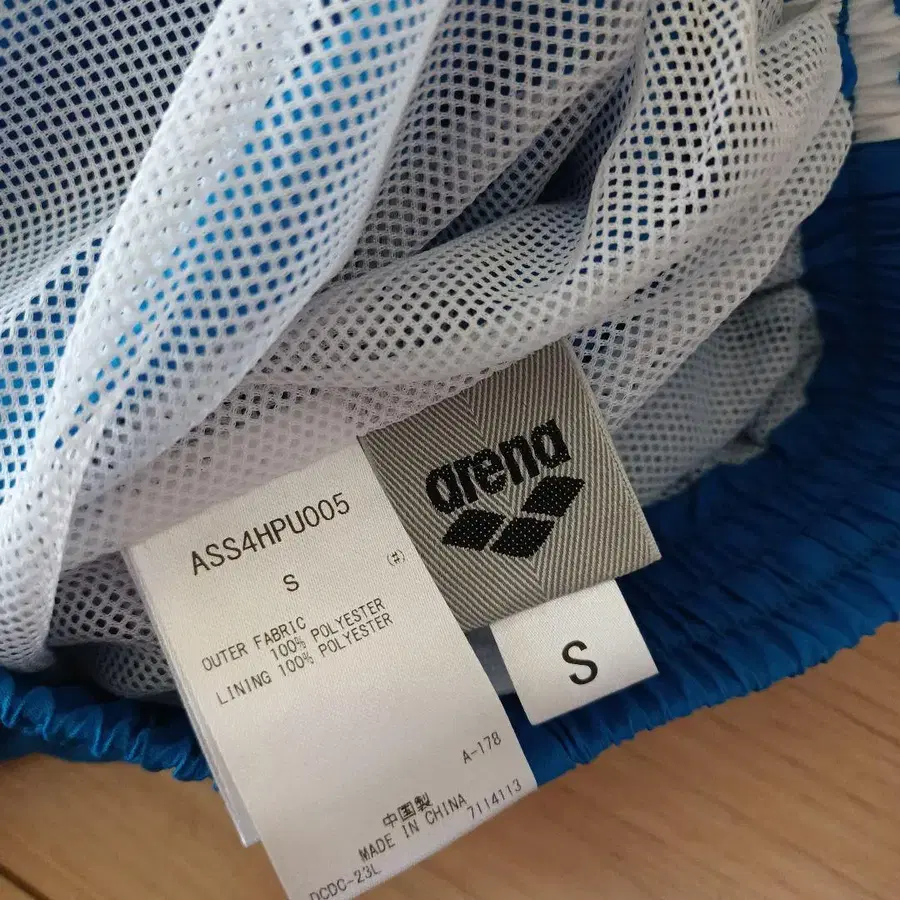 arena
ASS4HPU005
S
(#)
OUTER FABRIC
100% POLYESTER
LINING 100% POLYESTER
A-178
中国製
MADE IN CHINA
7114113
DCDC-23L
S